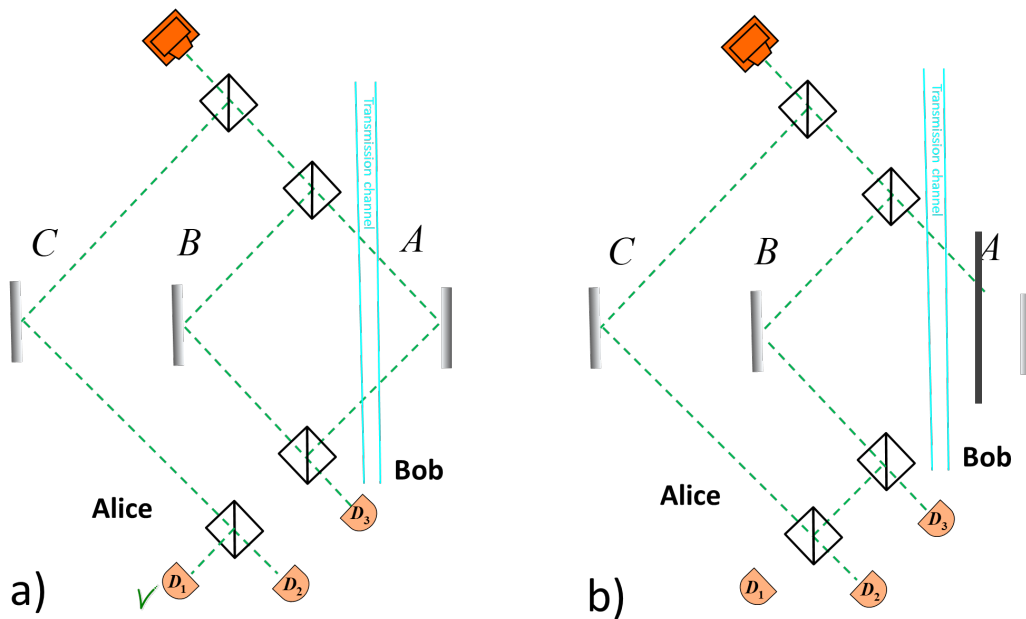 Transmission channel
C
B
A
Bob
Alice
D3
D1
D2
a)
Transmission channel
C
B
A
Bob
Alice
D3
D1
D2
b)